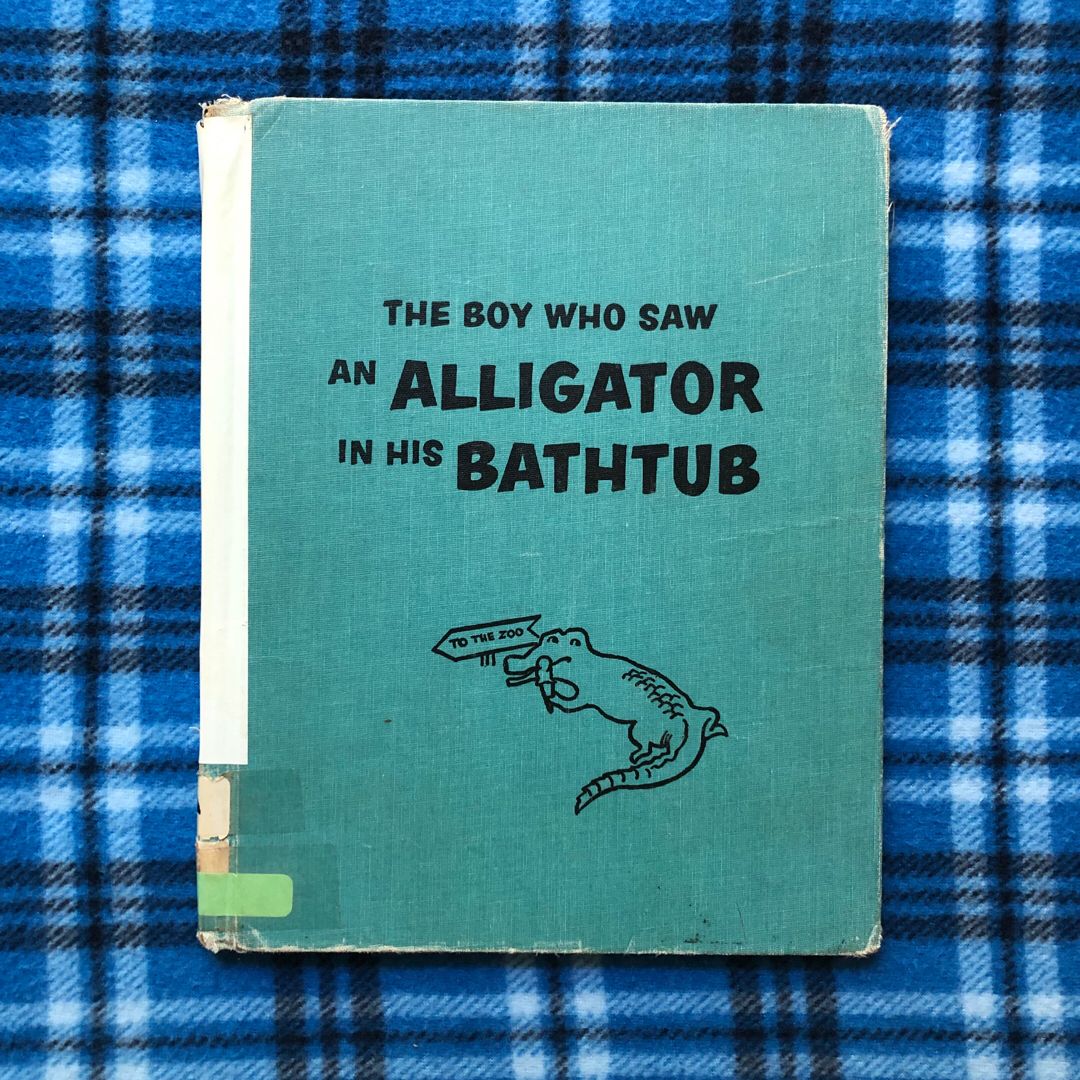 THE BOY WHO SAW
AN ALLIGATOR
IN HIS BATHTUB
TO THE ZOO